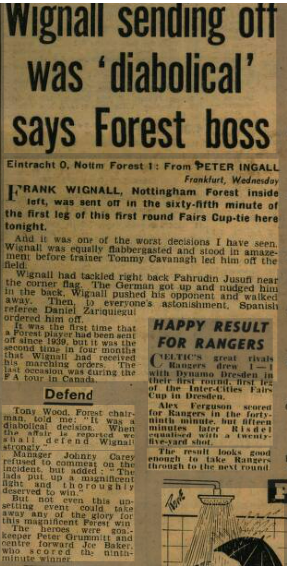 Wignall sending off
was 'diabolical'
says Forest boss
Eintracht 0, Nottm Forest 1: From PETER INGALL
Frankfurt, Wednesday
FRANK WIGNALL, Nottingham Forest inside
left, was sent off in the sixty-fifth minute of
the first leg of this first round Fairs Cup-tie here
tonight.
And it was one of the worst decisions I have seen.
Wignall was equally flabbergasted and stood in amaze-
ment before trainer Tommy Cavanagh led him off the
field.
Wignall had tackled right back Fahrudin Jusufi near
the corner flag. The German got up and nudged him
in the back. Wignall pushed his opponent and walked
away. Then, to everyone's astonishment, Spanish
referee Daniel Zariquiegui
ordered him off.
It was the first time that
a Forest player had been sent
off since 1939, but it was the
second time in four months
that Wignall had received
his marching orders. The
last occasion was during the
FA tour in Canada.
Defend
Tony Wood, Forest chair-
man, told me: "It was a
diabolical decision. When
the affair is reported we
shall defend Wignall
strongly."
Manager Johnny Carey
refused to comment on the
incident, but added: "The
lads put up a magnificent
fight and thoroughly
deserved to win."
But not even this up-
setting event could take
away any of the glory for
this magnificent Forest win
The heroes were goal-
keeper Peter Grummitt and
centre forward Joe Baker,
who scored the ninth-
minute winner.
HAPPY RESULT
FOR RANGERS
CELTIC'S great rivals
Rangers drew 1—1
with Dynamo Dresden in
their first round, first leg
of the Inter-Cities Fairs
Cup in Dresden.
Alex Ferguson scored
for Rangers in the forty-
ninth minute, but fifteen
minutes later Riedel
equalised with a twenty-
five-yard shot.
The result looks good
enough to take Rangers
through to the next round.